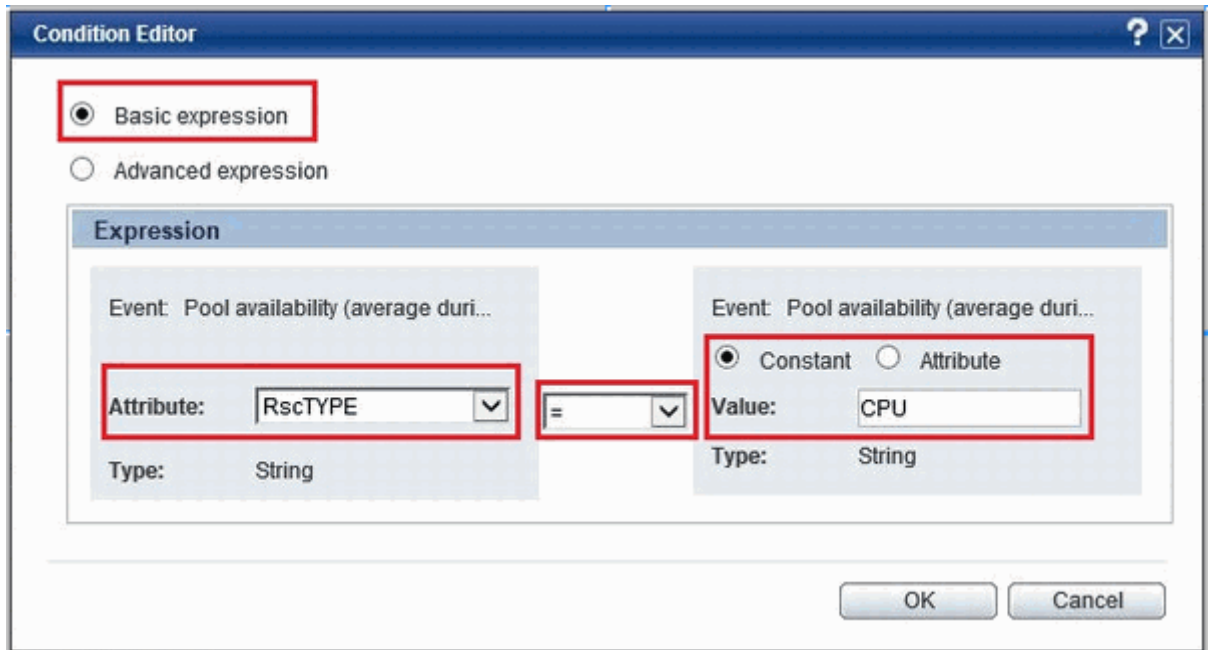 Condition Editor ?
Basic expression
Advanced expression
Expression
Event: Pool availability (average duri...
Attribute: RscTYPE
Type: String
=
Event: Pool availability (average duri...
Constant Attribute
Value: CPU
Type: String
OK Cancel